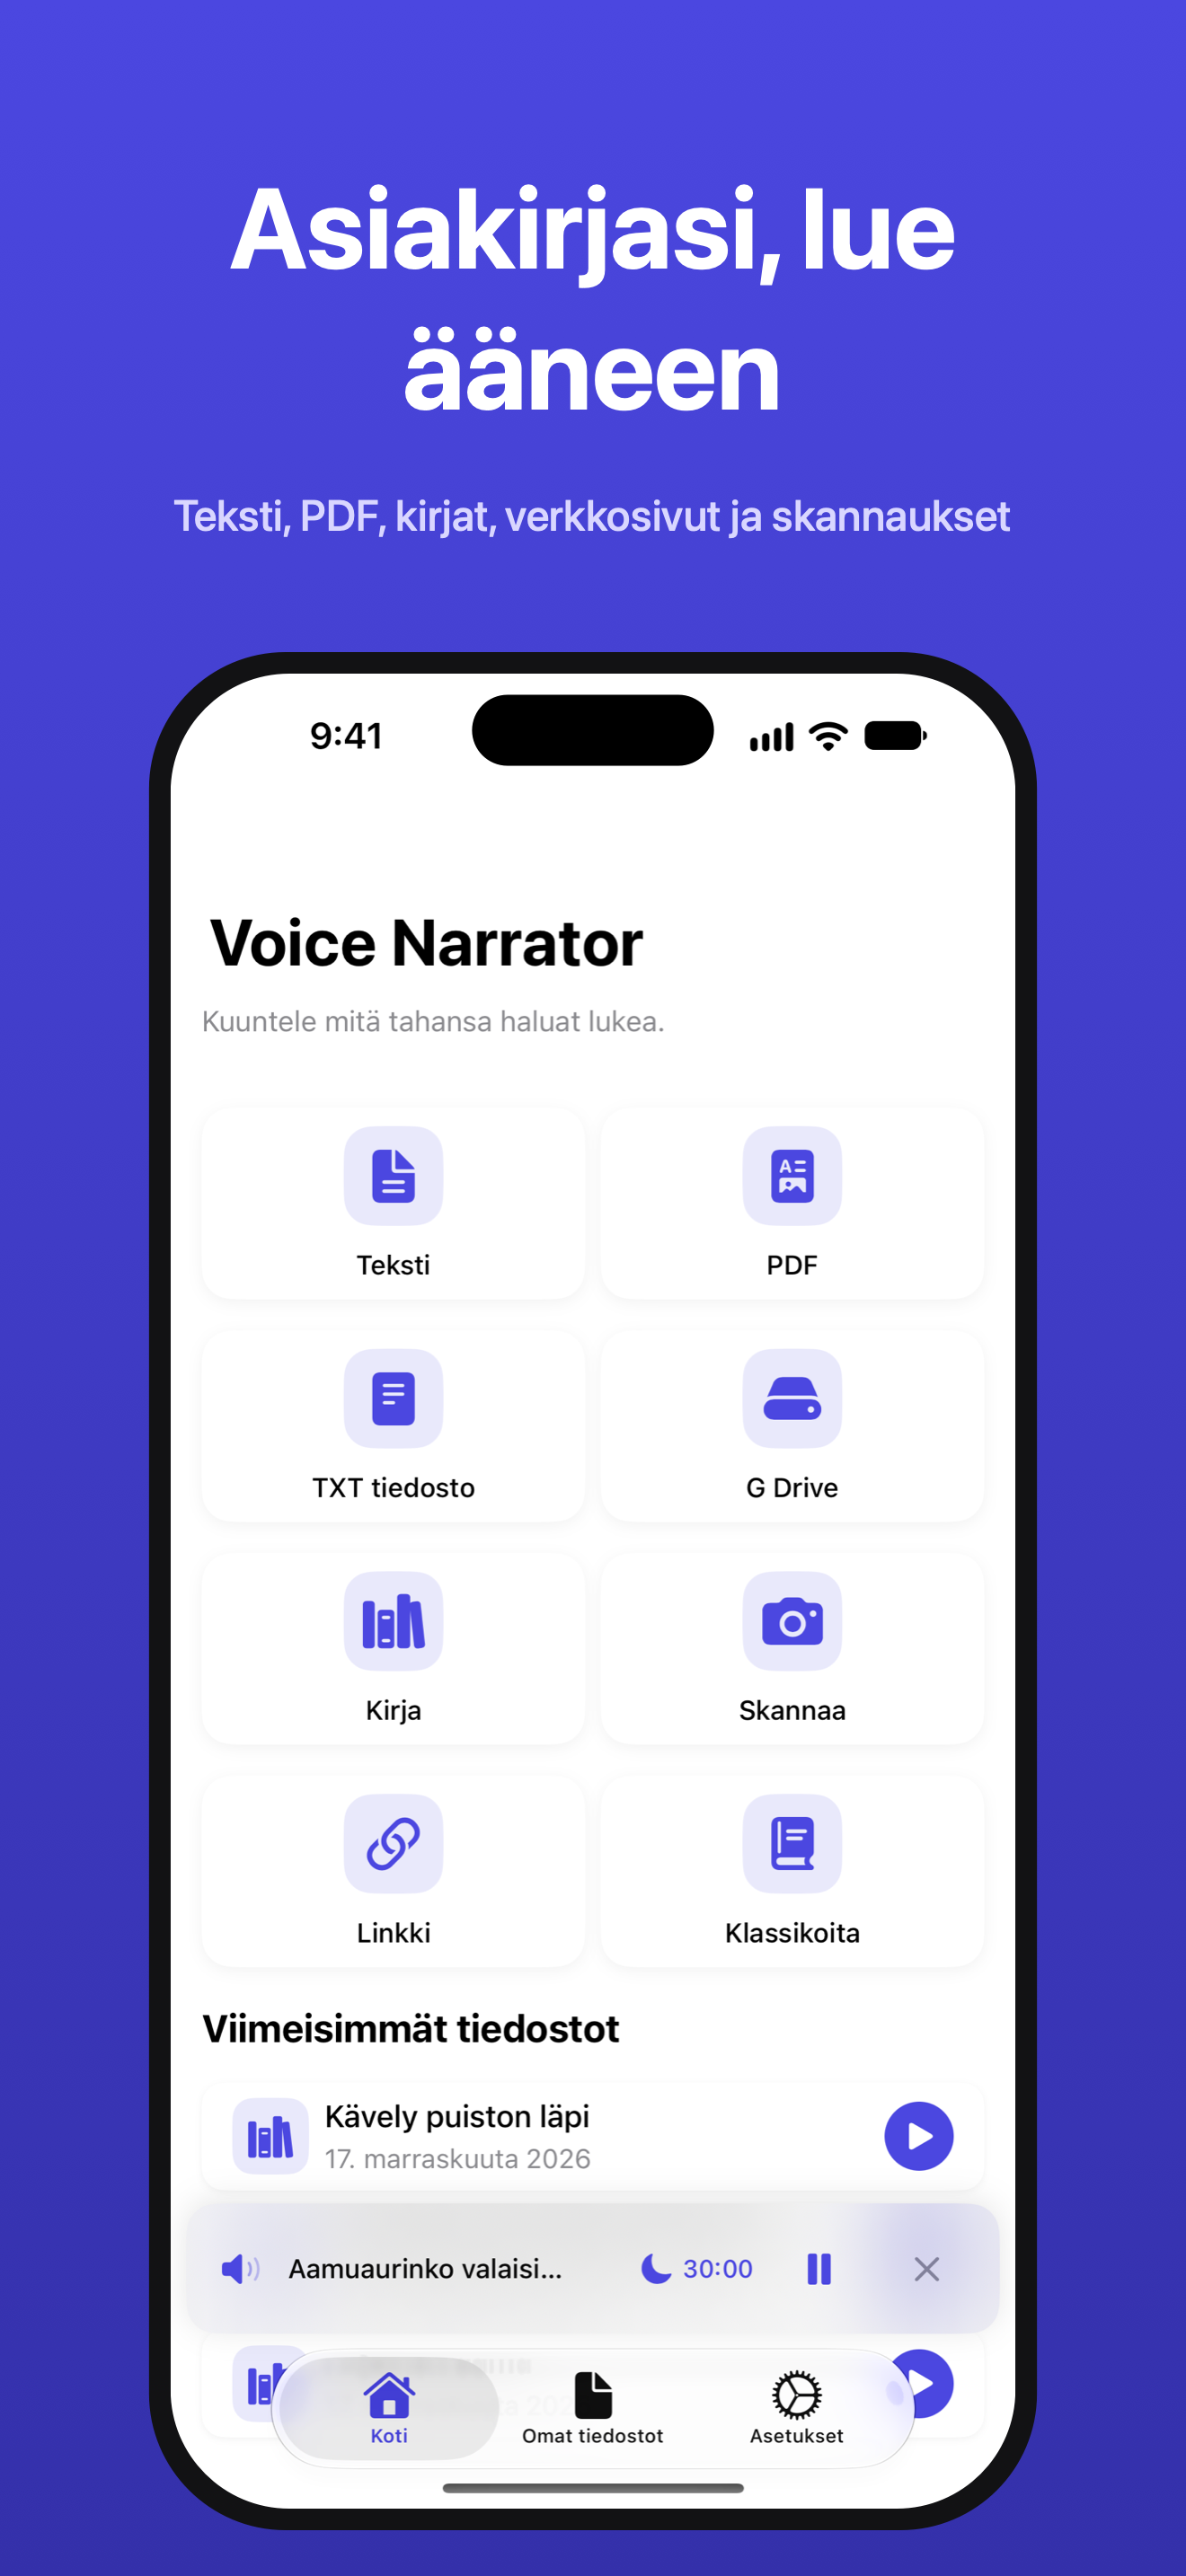 Asiakirjasi, lue
ääneen
Teksti, PDF, kirjat, verkkosivut ja skannaukset
9:41
Voice Narrator
Kuuntele mitä tahansa haluat lukea.
Teksti
PDF
TXT tiedosto
G Drive
Kirja
Skannaa
Linkki
Klassikoita
Viimeisimmät tiedostot
Kävely puiston läpi
17. marraskuuta 2026
Aamuaurinko valaisi...
30:00
Koti
Omat tiedostot
Asetukset